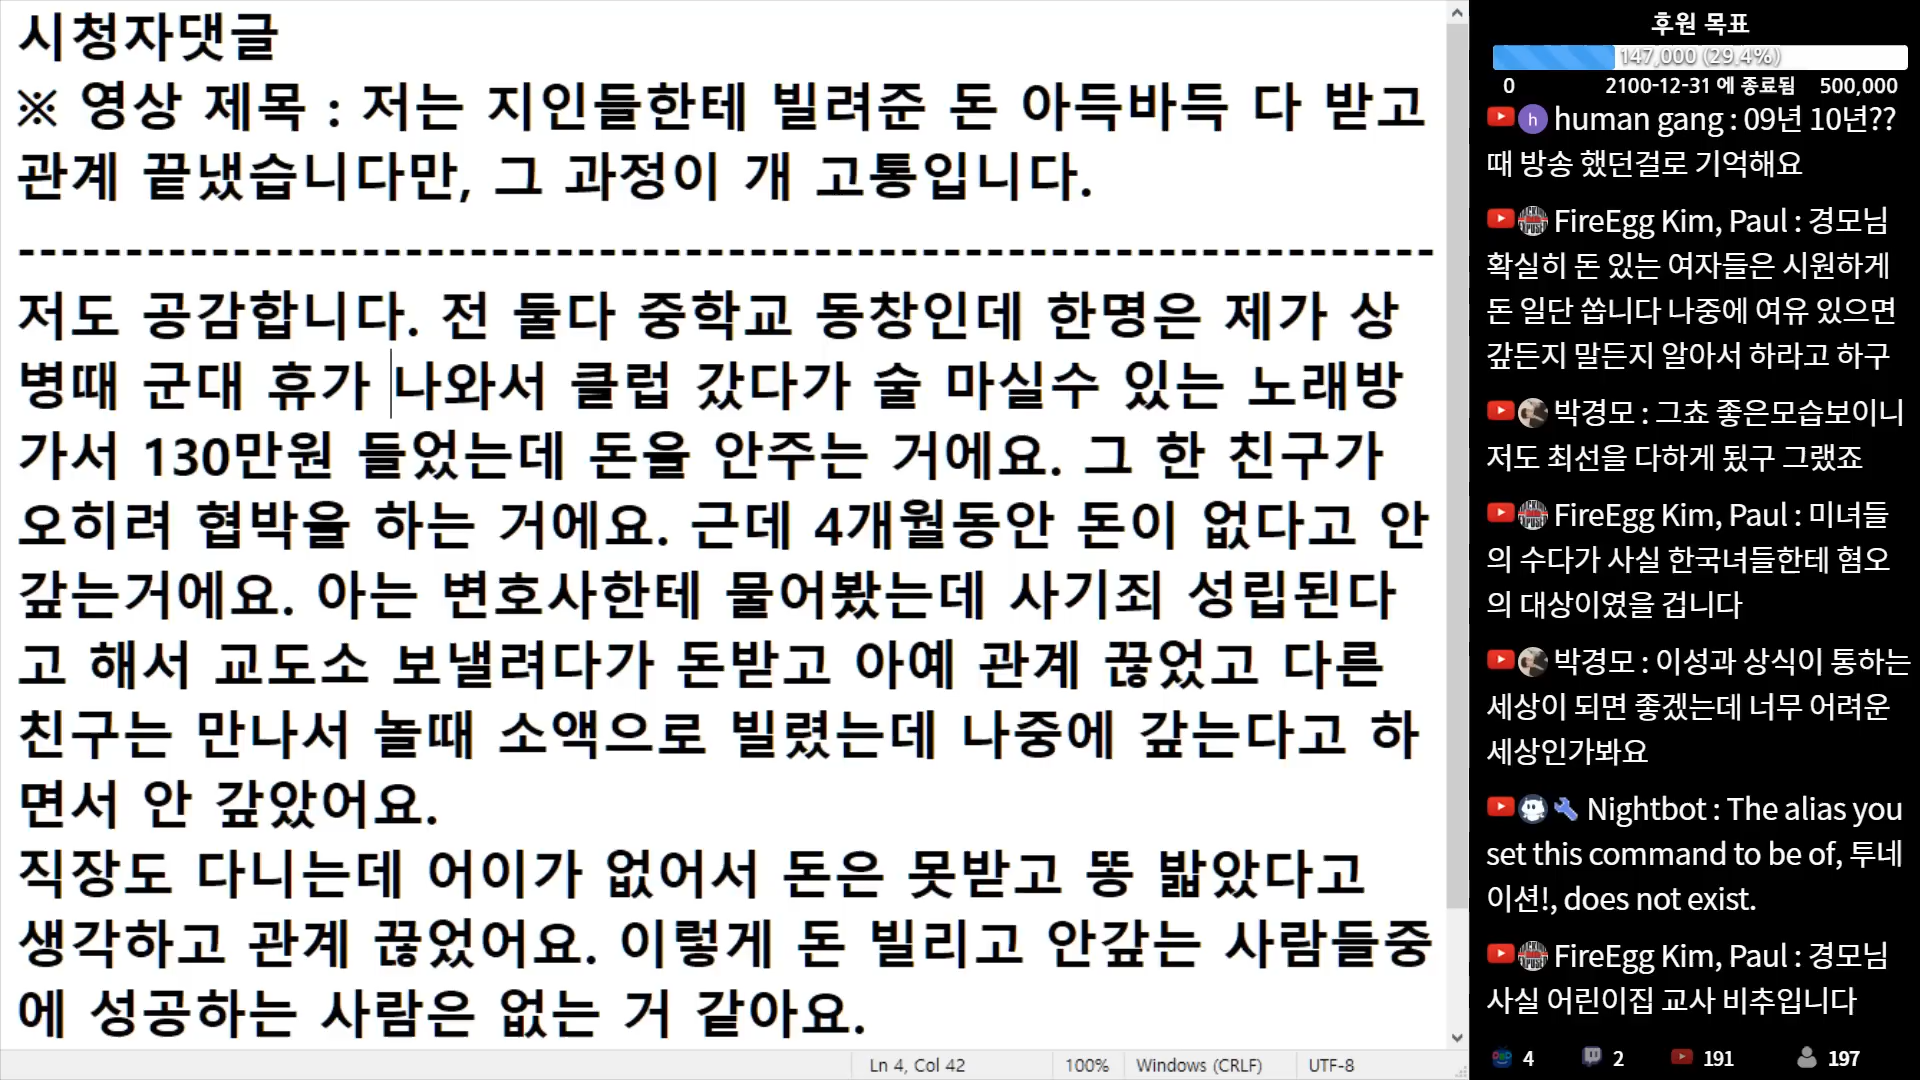 시청자댓글
※ 영상 제목 : 저는 지인들한테 빌려준 돈 아득바득 다 받고
관계 끝냈습니다만, 그 과정이 개 고통입니다.
------------------------------------------------------------------
저도 공감합니다. 전 둘다 중학교 동창인데 한명은 제가 상
병때 군대 휴가 나와서 클럽 갔다가 술 마실수 있는 노래방
가서 130만원 들었는데 돈을 안주는 거에요. 그 한 친구가
오히려 협박을 하는 거에요. 근데 4개월동안 돈이 없다고 안
갚는거에요. 아는 변호사한테 물어봤는데 사기죄 성립된다
고 해서 교도소 보낼려다가 돈받고 아예 관계 끊었고 다른
친구는 만나서 놀때 소액으로 빌렸는데 나중에 갚는다고 하
면서 안 갚았어요.
직장도 다니는데 어이가 없어서 돈은 못받고 똥 밟았다고
생각하고 관계 끊었어요. 이렇게 돈 빌리고 안갚는 사람들중
에 성공하는 사람은 없는 거 같아요.
Ln 4, Col 42 100% Windows (CRLF) UTF-8
후원 목표
147,000 (29.4%)
0 2100-12-31 에 종료됨 500,000
h human gang : 09년 10년??
때 방송 했던걸로 기억해요
FireEgg Kim, Paul : 경모님
확실히 돈 있는 여자들은 시원하게
돈 일단 쏩니다 나중에 여유 있으면
갚든지 말든지 알아서 하라고 하구
박경모 : 그쵸 좋은모습보이니
저도 최선을 다하게 됬구 그랬죠
FireEgg Kim, Paul : 미녀들
의 수다가 사실 한국녀들한테 혐오
의 대상이였을 겁니다
박경모 : 이성과 상식이 통하는
세상이 되면 좋겠는데 너무 어려운
세상인가봐요
Nightbot : The alias you
set this command to be of, 투네
이션!, does not exist.
FireEgg Kim, Paul : 경모님
사실 어린이집 교사 비추입니다
4 2 191 197